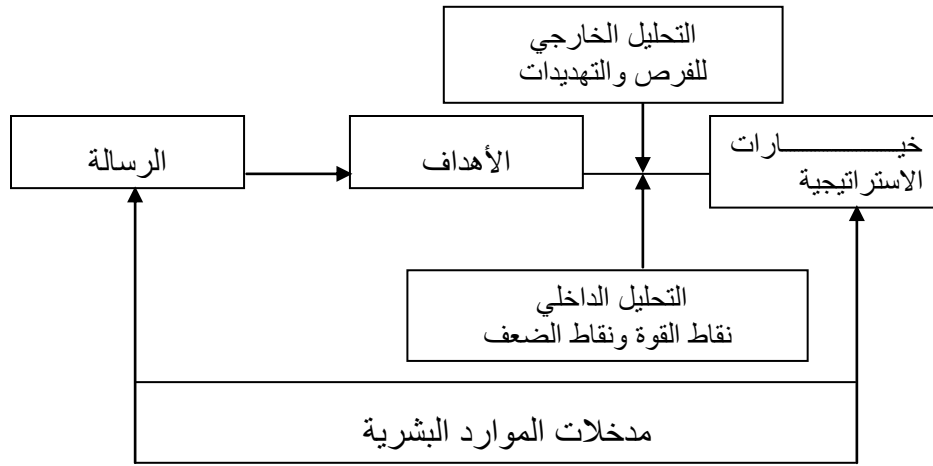 التحليل الخارجي
للفرص والتهديدات
خيـــــــــارات
الاستراتيجية
الأهداف
الرسالة
التحليل الداخلي
نقاط القوة ونقاط الضعف
مدخلات الموارد البشرية